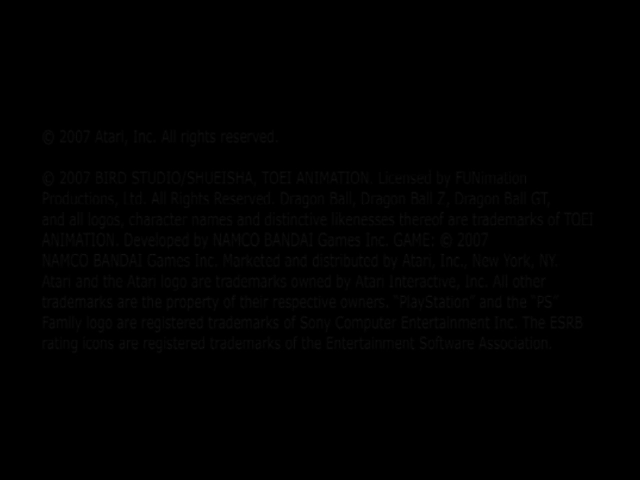 © 2007 Atari, Inc. All rights reserved.
© 2007 BIRD STUDIO/SHUEISHA, TOEI ANIMATION. Licensed by FUNimation
Productions, Ltd. All Rights Reserved. Dragon Ball, Dragon Ball Z, Dragon Ball GT,
and all logos, character names and distinctive likenesses thereof are trademarks of TOEI
ANIMATION. Developed by NAMCO BANDAI Games Inc. GAME: © 2007
NAMCO BANDAI Games Inc. Marketed and distributed by Atari, Inc., New York, NY.
Atari and the Atari logo are trademarks owned by Atari Interactive, Inc. All other
trademarks are the property of their respective owners. "PlayStation" and the "PS"
Family logo are registered trademarks of Sony Computer Entertainment Inc. The ESRB
rating icons are registered trademarks of the Entertainment Software Association.